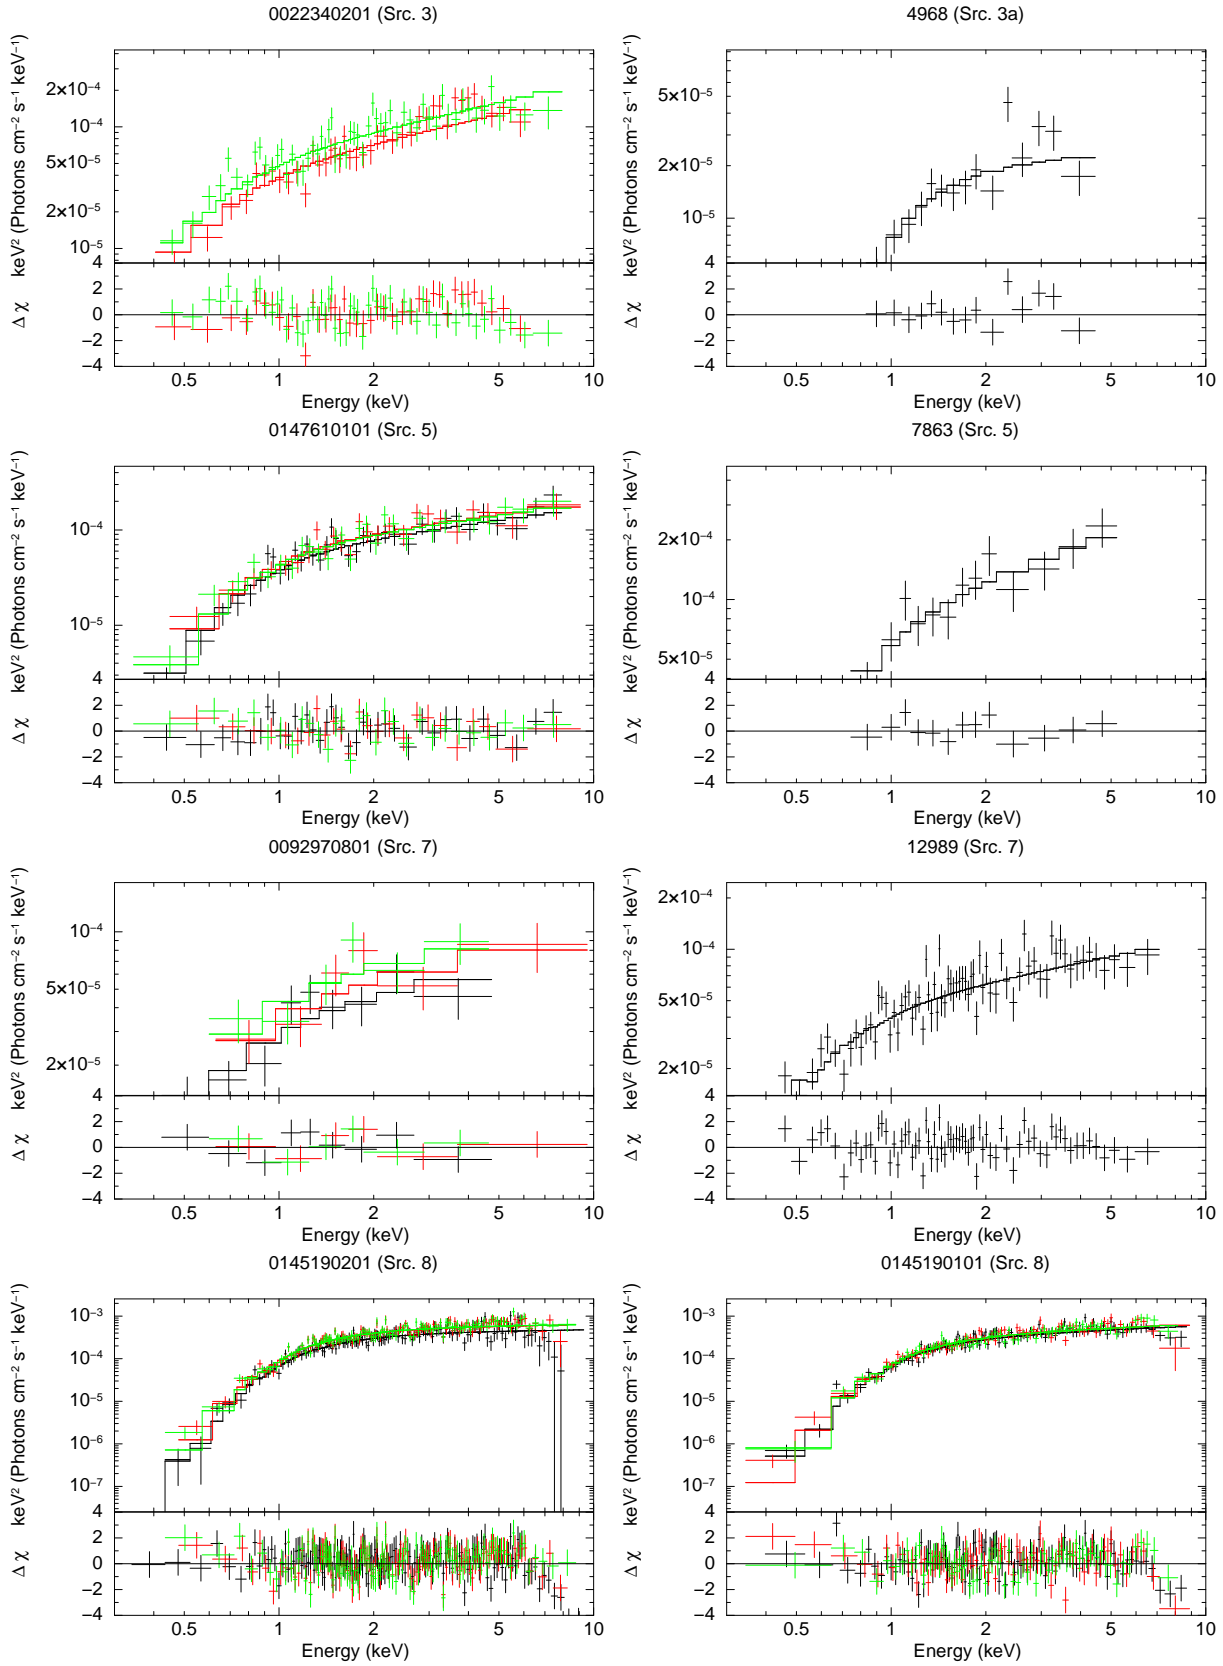 0022340201 (Src. 3)
keV² (Photons cm⁻² s⁻¹ keV⁻¹)
2×10⁻⁴
10⁻⁴
5×10⁻⁵
2×10⁻⁵
10⁻⁵
Δ χ
4
2
0
−2
−4
0.5 1 2 5 10
Energy (keV)
4968 (Src. 3a)
keV² (Photons cm⁻² s⁻¹ keV⁻¹)
5×10⁻⁵
2×10⁻⁵
10⁻⁵
Δ χ
4
2
0
−2
−4
0.5 1 2 5 10
Energy (keV)
0147610101 (Src. 5)
keV² (Photons cm⁻² s⁻¹ keV⁻¹)
10⁻⁴
10⁻⁵
Δ χ
4
2
0
−2
−4
0.5 1 2 5 10
Energy (keV)
7863 (Src. 5)
keV² (Photons cm⁻² s⁻¹ keV⁻¹)
2×10⁻⁴
10⁻⁴
5×10⁻⁵
Δ χ
4
2
0
−2
−4
0.5 1 2 5 10
Energy (keV)
0092970801 (Src. 7)
keV² (Photons cm⁻² s⁻¹ keV⁻¹)
10⁻⁴
5×10⁻⁵
2×10⁻⁵
Δ χ
4
2
0
−2
−4
0.5 1 2 5 10
Energy (keV)
12989 (Src. 7)
keV² (Photons cm⁻² s⁻¹ keV⁻¹)
2×10⁻⁴
10⁻⁴
5×10⁻⁵
2×10⁻⁵
Δ χ
4
2
0
−2
−4
0.5 1 2 5 10
Energy (keV)
0145190201 (Src. 8)
keV² (Photons cm⁻² s⁻¹ keV⁻¹)
10⁻³
10⁻⁴
10⁻⁵
10⁻⁶
10⁻⁷
Δ χ
4
2
0
−2
−4
0.5 1 2 5 10
Energy (keV)
0145190101 (Src. 8)
keV² (Photons cm⁻² s⁻¹ keV⁻¹)
10⁻³
10⁻⁴
10⁻⁵
10⁻⁶
10⁻⁷
Δ χ
4
2
0
−2
−4
0.5 1 2 5 10
Energy (keV)